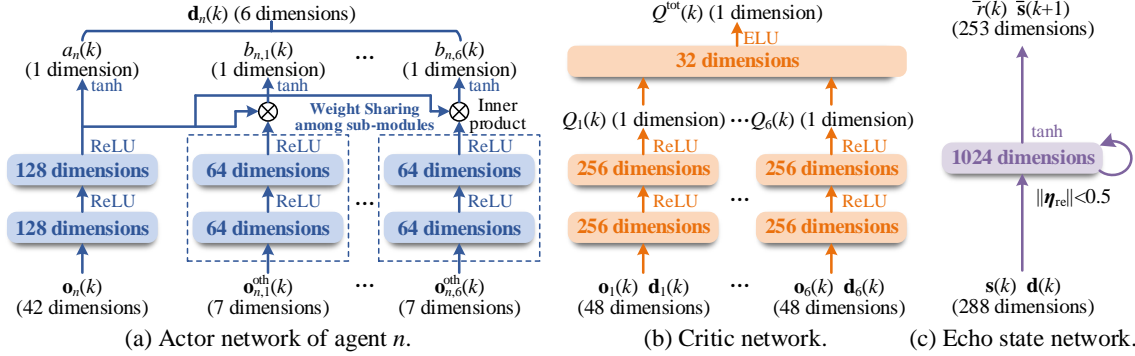 d_n(k) (6 dimensions)
a_n(k) b_{n,1}(k) ... b_{n,6}(k)
(1 dimension) (1 dimension) (1 dimension)
tanh tanh tanh
Weight Sharing
among sub-modules
Inner
product
ReLU ReLU ReLU
128 dimensions 64 dimensions ... 64 dimensions
ReLU ReLU ReLU
128 dimensions 64 dimensions 64 dimensions
o_n(k) o_{n,1}^{oth}(k) ... o_{n,6}^{oth}(k)
(42 dimensions) (7 dimensions) (7 dimensions)
(a) Actor network of agent n.
Q^{tot}(k) (1 dimension)
ELU
32 dimensions
Q_1(k) (1 dimension) ... Q_6(k) (1 dimension)
ReLU ReLU
256 dimensions 256 dimensions
ReLU ... ReLU
256 dimensions 256 dimensions
o_1(k) d_1(k) ... o_6(k) d_6(k)
(48 dimensions) (48 dimensions)
(b) Critic network.
r̄(k) s̄(k+1)
(253 dimensions)
tanh
1024 dimensions
||η_{re}||<0.5
s(k) d(k)
(288 dimensions)
(c) Echo state network.